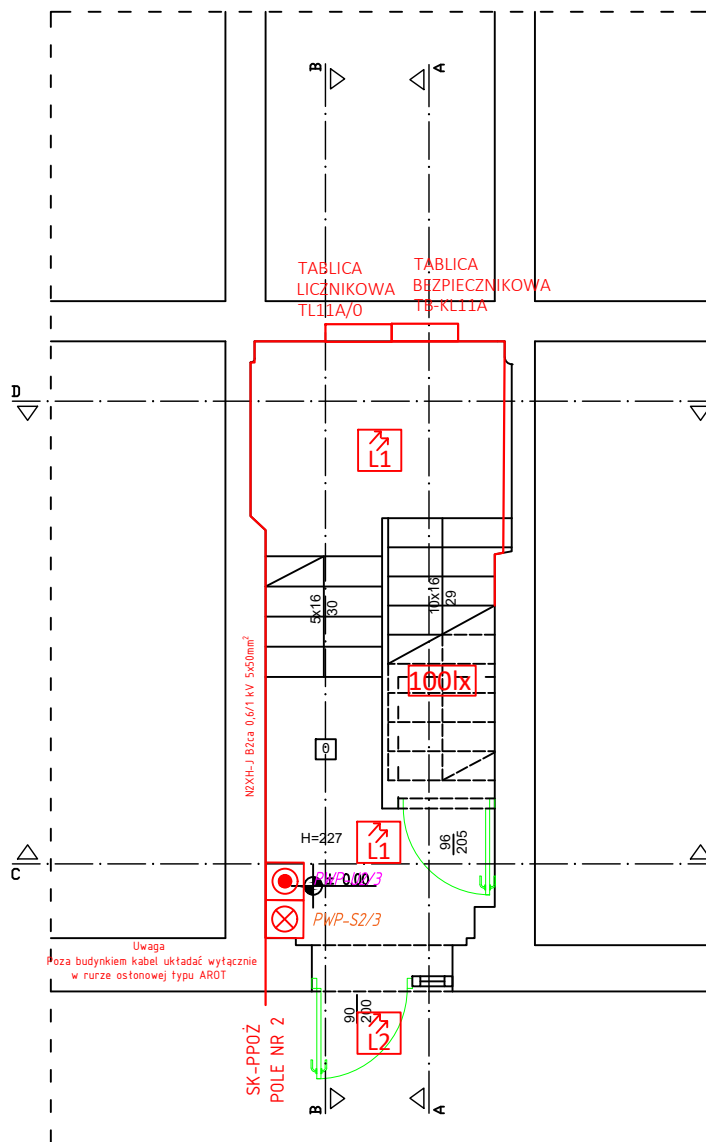 B
A
TABLICA
LICZNIKOWA
TL11A/0
TABLICA
BEZPIECZNIKOWA
TB-KL11A
D
L1
5x16
30
10x16
29
100lx
N2XH-J B2ca 0,6/1 kV 5x50mm²
0
H=227
L1
96
205
C
0,00
PWP-S2/3
Uwaga
Poza budynkiem kabel układać wyłącznie
w rurze osłonowej typu AROT
90
200
L2
SK-PPOŻ
POLE NR 2
B
A